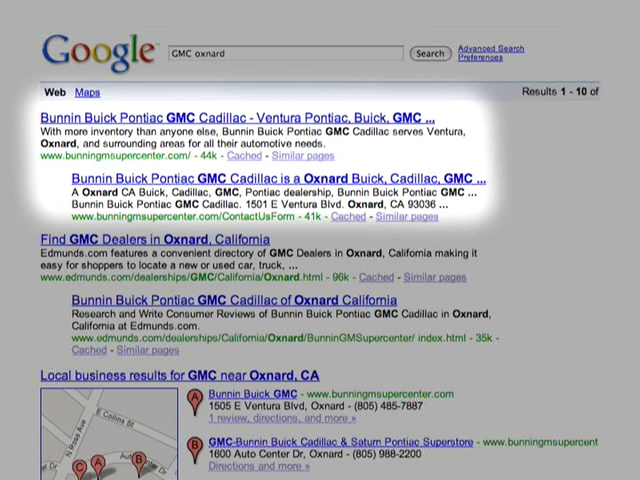 Google
GMC oxnard
Search
Advanced Search
Preferences
Web Maps
Results 1 - 10 of
Bunnin Buick Pontiac GMC Cadillac - Ventura Pontiac, Buick, GMC ...
With more inventory than anyone else, Bunnin Buick Pontiac GMC Cadillac serves Ventura,
Oxnard, and surrounding areas for all their automotive needs.
www.bunningmsupercenter.com/ - 44k - Cached - Similar pages
Bunnin Buick Pontiac GMC Cadillac is a Oxnard Buick, Cadillac, GMC ...
A Oxnard CA Buick, Cadillac, GMC, Pontiac dealership, Bunnin Buick Pontiac GMC ...
Bunnin Buick Pontiac GMC Cadillac. 1501 E Ventura Blvd. Oxnard, CA 93036 ...
www.bunningmsupercenter.com/ContactUsForm - 41k - Cached - Similar pages
Find GMC Dealers in Oxnard, California
Edmunds.com features a convenient directory of GMC Dealers in Oxnard, California making it
easy for shoppers to locate a new or used car, truck, ...
www.edmunds.com/dealerships/GMC/California/Oxnard.html - 96k - Cached - Similar pages
Bunnin Buick Pontiac GMC Cadillac of Oxnard California
Research and Write Consumer Reviews of Bunnin Buick Pontiac GMC Cadillac in Oxnard,
California at Edmunds.com.
www.edmunds.com/dealerships/California/Oxnard/BunninGMSupercenter/ index.html - 35k -
Cached - Similar pages
Local business results for GMC near Oxnard, CA
A Bunnin Buick GMC - www.bunningmsupercenter.com
1505 E Ventura Blvd, Oxnard - (805) 485-7887
1 review, directions, and more »
B GMC-Bunnin Buick Cadillac & Saturn Pontiac Superstore - www.bunningmsupercent
1600 Auto Center Dr, Oxnard - (805) 988-2200
Directions and more »
E Collins St
N Rose Ave
Auto
ter Dr
C A B